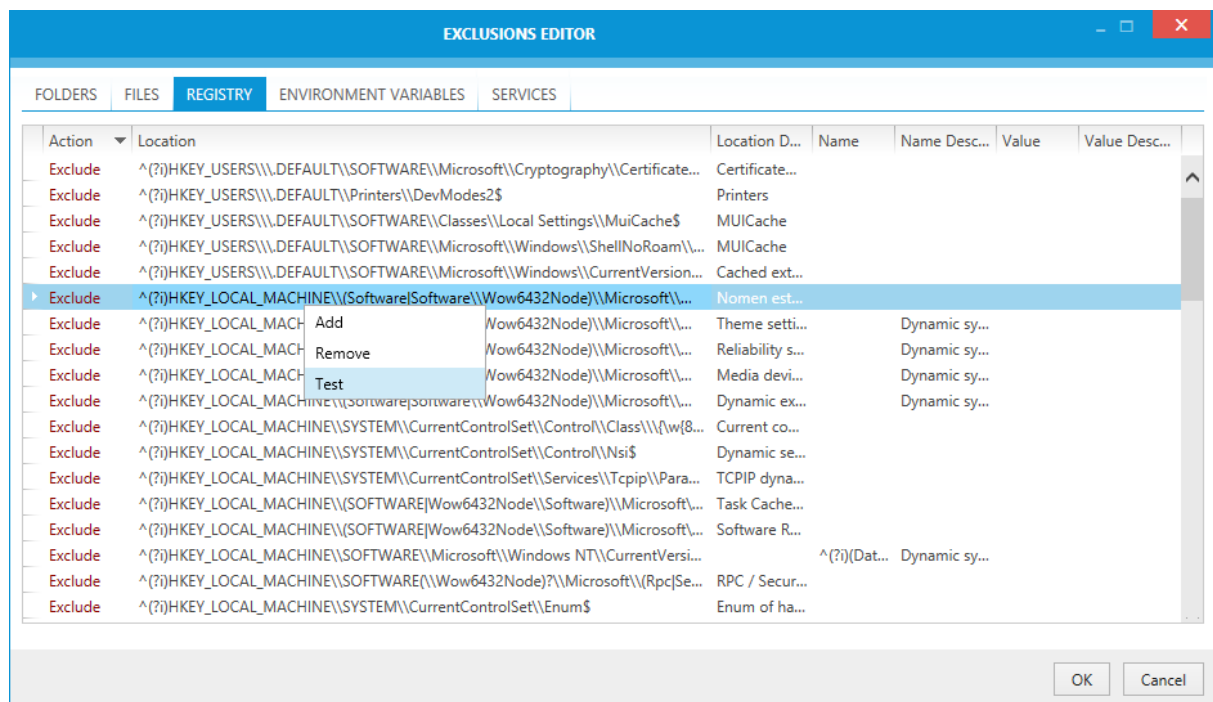 EXCLUSIONS EDITOR
FOLDERS FILES REGISTRY ENVIRONMENT VARIABLES SERVICES
Action Location Location D... Name Name Desc... Value Value Desc...
Exclude ^(?i)HKEY_USERS\\\.DEFAULT\\SOFTWARE\\Microsoft\\Cryptography\\Certificate... Certificate...
Exclude ^(?i)HKEY_USERS\\\.DEFAULT\\Printers\\DevModes2$ Printers
Exclude ^(?i)HKEY_USERS\\\.DEFAULT\\SOFTWARE\\Classes\\Local Settings\\MuiCache$ MUICache
Exclude ^(?i)HKEY_USERS\\\.DEFAULT\\SOFTWARE\\Microsoft\\Windows\\ShellNoRoam\\... MUICache
Exclude ^(?i)HKEY_USERS\\\.DEFAULT\\SOFTWARE\\Microsoft\\Windows\\CurrentVersion... Cached ext...
Exclude ^(?i)HKEY_LOCAL_MACHINE\\(Software|Software\\Wow6432Node)\\Microsoft\\... Nomen est...
Exclude ^(?i)HKEY_LOCAL_MACH Add Wow6432Node)\\Microsoft\\... Theme setti... Dynamic sy...
Exclude ^(?i)HKEY_LOCAL_MACH Remove Wow6432Node)\\Microsoft\\... Reliability s... Dynamic sy...
Exclude ^(?i)HKEY_LOCAL_MACH Test Wow6432Node)\\Microsoft\\... Media devi... Dynamic sy...
Exclude ^(?i)HKEY_LOCAL_MACHINE\\(Software|Software\\Wow6432Node)\\Microsoft\\... Dynamic ex... Dynamic sy...
Exclude ^(?i)HKEY_LOCAL_MACHINE\\SYSTEM\\CurrentControlSet\\Control\\Class\\\{\w{8... Current co...
Exclude ^(?i)HKEY_LOCAL_MACHINE\\SYSTEM\\CurrentControlSet\\Control\\Nsi$ Dynamic se...
Exclude ^(?i)HKEY_LOCAL_MACHINE\\SYSTEM\\CurrentControlSet\\Services\\Tcpip\\Para... TCPIP dyna...
Exclude ^(?i)HKEY_LOCAL_MACHINE\\(SOFTWARE|Wow6432Node\\Software)\\Microsoft\... Task Cache...
Exclude ^(?i)HKEY_LOCAL_MACHINE\\(SOFTWARE|Wow6432Node\\Software)\\Microsoft\... Software R...
Exclude ^(?i)HKEY_LOCAL_MACHINE\\SOFTWARE\\Microsoft\\Windows NT\\CurrentVersi... ^(?i)(Dat... Dynamic sy...
Exclude ^(?i)HKEY_LOCAL_MACHINE\\SOFTWARE(\\Wow6432Node)?\\Microsoft\\(Rpc|Se... RPC / Secur...
Exclude ^(?i)HKEY_LOCAL_MACHINE\\SYSTEM\\CurrentControlSet\\Enum$ Enum of ha...
OK Cancel